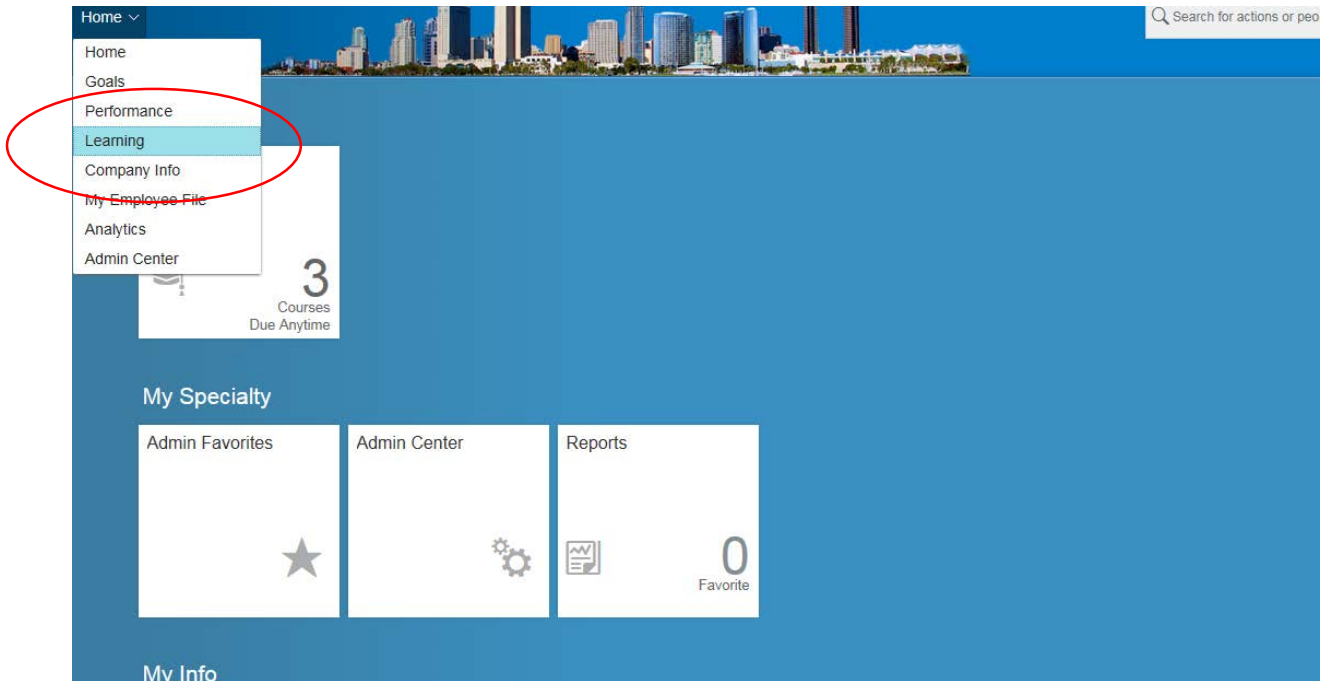 Home
Search for actions or peo
Home
Goals
Performance
Learning
Company Info
My Employee File
Analytics
Admin Center
3
Courses
Due Anytime
My Specialty
Admin Favorites
Admin Center
Reports
0
Favorite
My Info